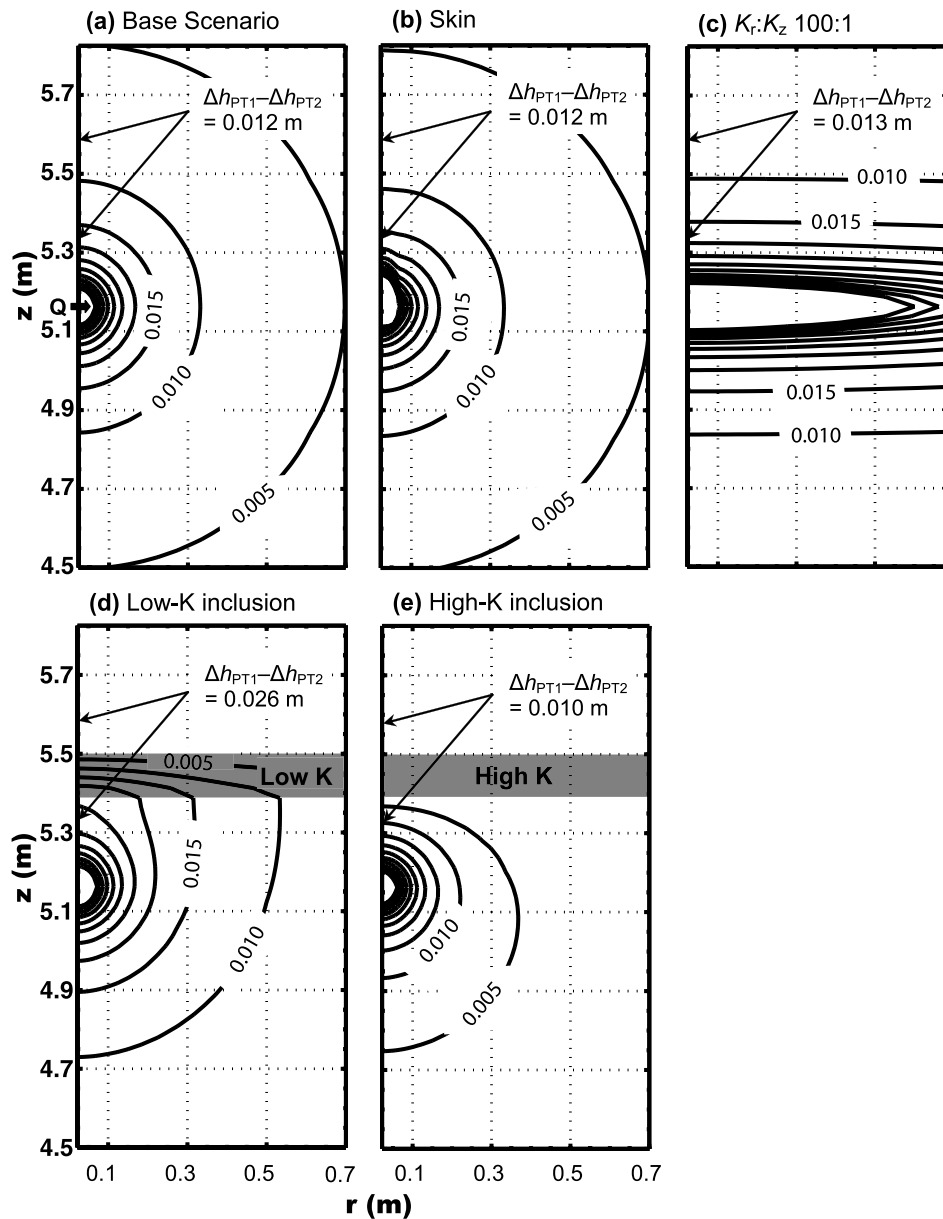 (a) Base Scenario
ΔhPT1–ΔhPT2
= 0.012 m
5.7
5.5
5.3
5.1
4.9
4.7
4.5
z (m)
Q
0.015
0.010
0.005
(b) Skin
ΔhPT1–ΔhPT2
= 0.012 m
0.015
0.010
0.005
(c) Kr:Kz 100:1
ΔhPT1–ΔhPT2
= 0.013 m
0.010
0.015
0.015
0.010
(d) Low-K inclusion
ΔhPT1–ΔhPT2
= 0.026 m
5.7
5.5
5.3
5.1
4.9
4.7
4.5
z (m)
0.005
Low K
0.015
0.010
0.1
0.3
0.5
0.7
(e) High-K inclusion
ΔhPT1–ΔhPT2
= 0.010 m
High K
0.010
0.005
0.1
0.3
0.5
0.7
r (m)